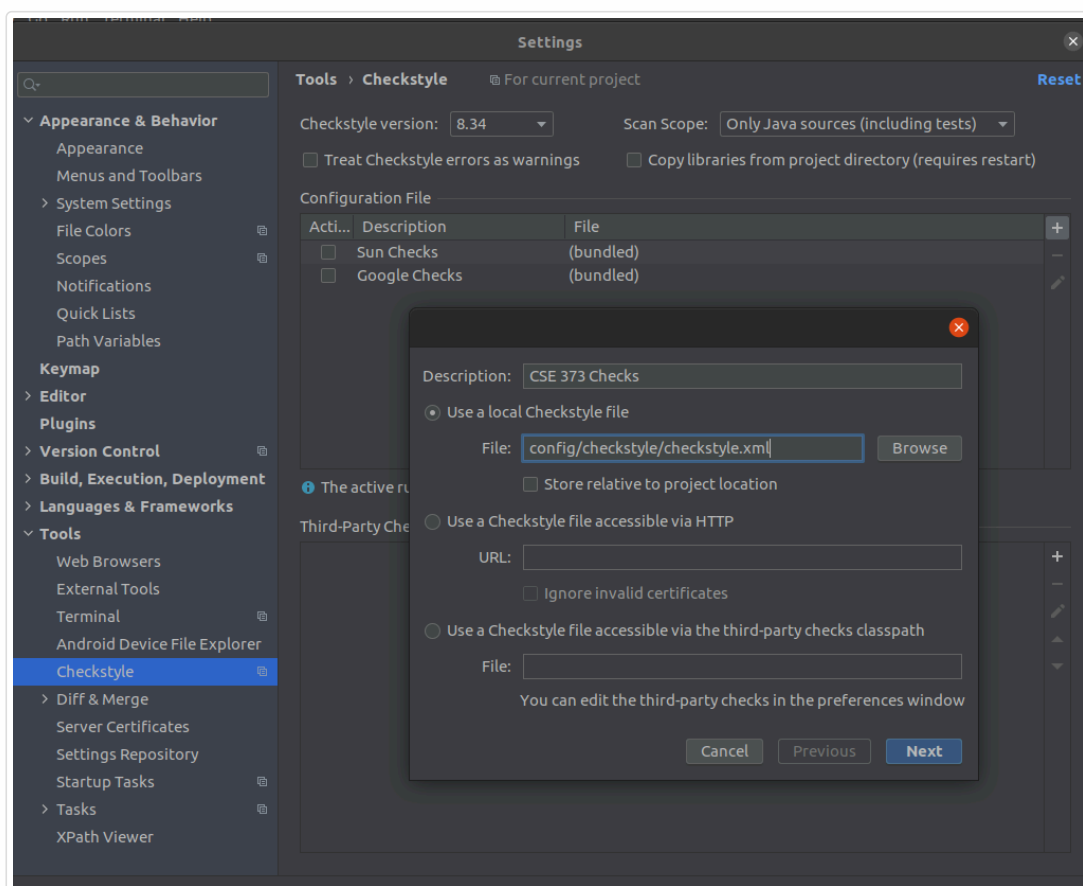 Settings
Tools › Checkstyle For current project Reset
Appearance & Behavior
Appearance
Menus and Toolbars
System Settings
File Colors
Scopes
Notifications
Quick Lists
Path Variables
Keymap
Editor
Plugins
Version Control
Build, Execution, Deployment
Languages & Frameworks
Tools
Web Browsers
External Tools
Terminal
Android Device File Explorer
Checkstyle
Diff & Merge
Server Certificates
Settings Repository
Startup Tasks
Tasks
XPath Viewer
Checkstyle version: 8.34 Scan Scope: Only Java sources (including tests)
Treat Checkstyle errors as warnings Copy libraries from project directory (requires restart)
Configuration File
Acti... Description File
Sun Checks (bundled)
Google Checks (bundled)
The active ru
Third-Party Che
Description: CSE 373 Checks
Use a local Checkstyle file
File: config/checkstyle/checkstyle.xml Browse
Store relative to project location
Use a Checkstyle file accessible via HTTP
URL:
Ignore invalid certificates
Use a Checkstyle file accessible via the third-party checks classpath
File:
You can edit the third-party checks in the preferences window
Cancel Previous Next